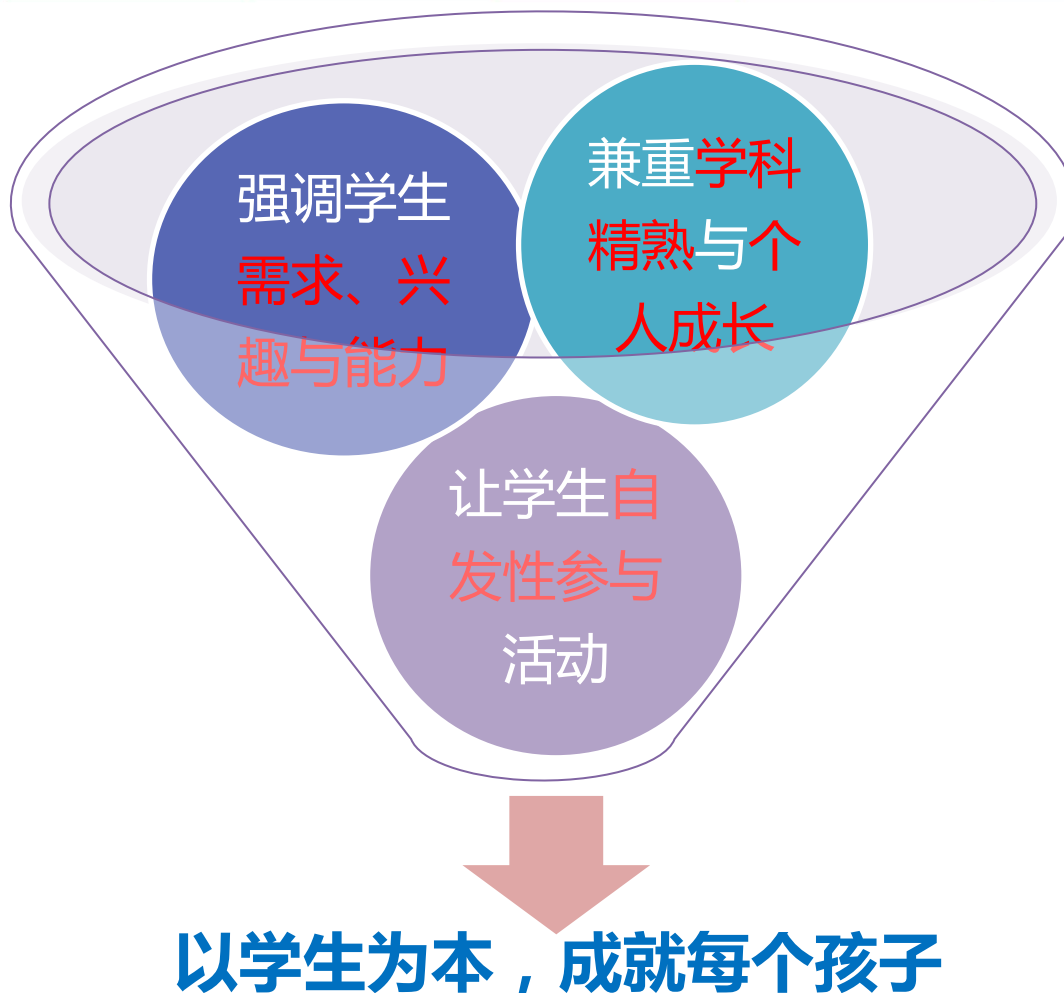 强调学生
需求、兴
趣与能力
兼重学科
精熟与个
人成长
让学生自
发性参与
活动
以学生为本，成就每个孩子